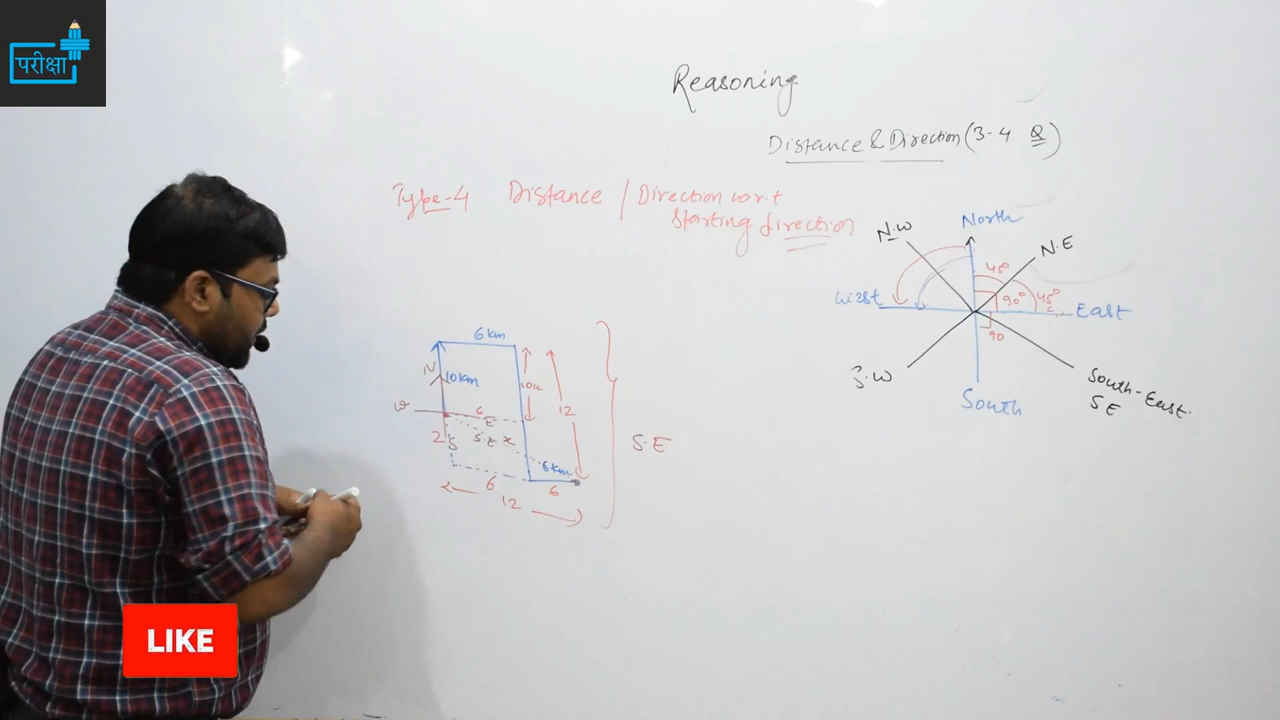 परीक्षा
Reasoning
Distance & Direction (3-4 Q)
Type-4 Distance / Direction w.r.t
starting direction
North
N.W
N.E
45°
90°
45°
West
East
90
S.W
South
South-East
SE
6 km
N
10 km
12
W
6
E
2
S
S.E
x
6 km
6
6
12
S.E
LIKE